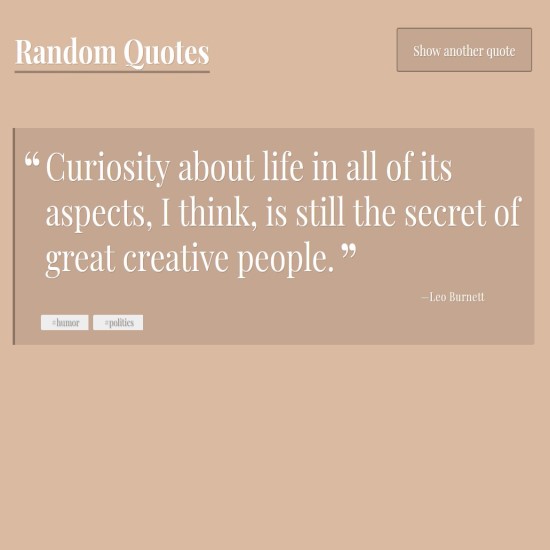 Random Quotes
Show another quote
“Curiosity about life in all of its
aspects, I think, is still the secret of
great creative people.”
—Leo Burnett
#humor #politics